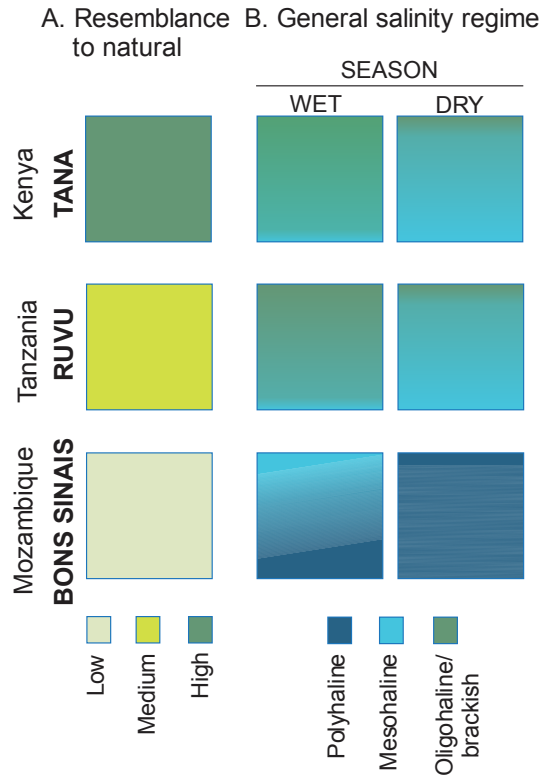 A. Resemblance
to natural
B. General salinity regime
SEASON
WET
DRY
Kenya
TANA
Tanzania
RUVU
Mozambique
BONS SINAIS
Low
Medium
High
Polyhaline
Mesohaline
Oligohaline/
brackish